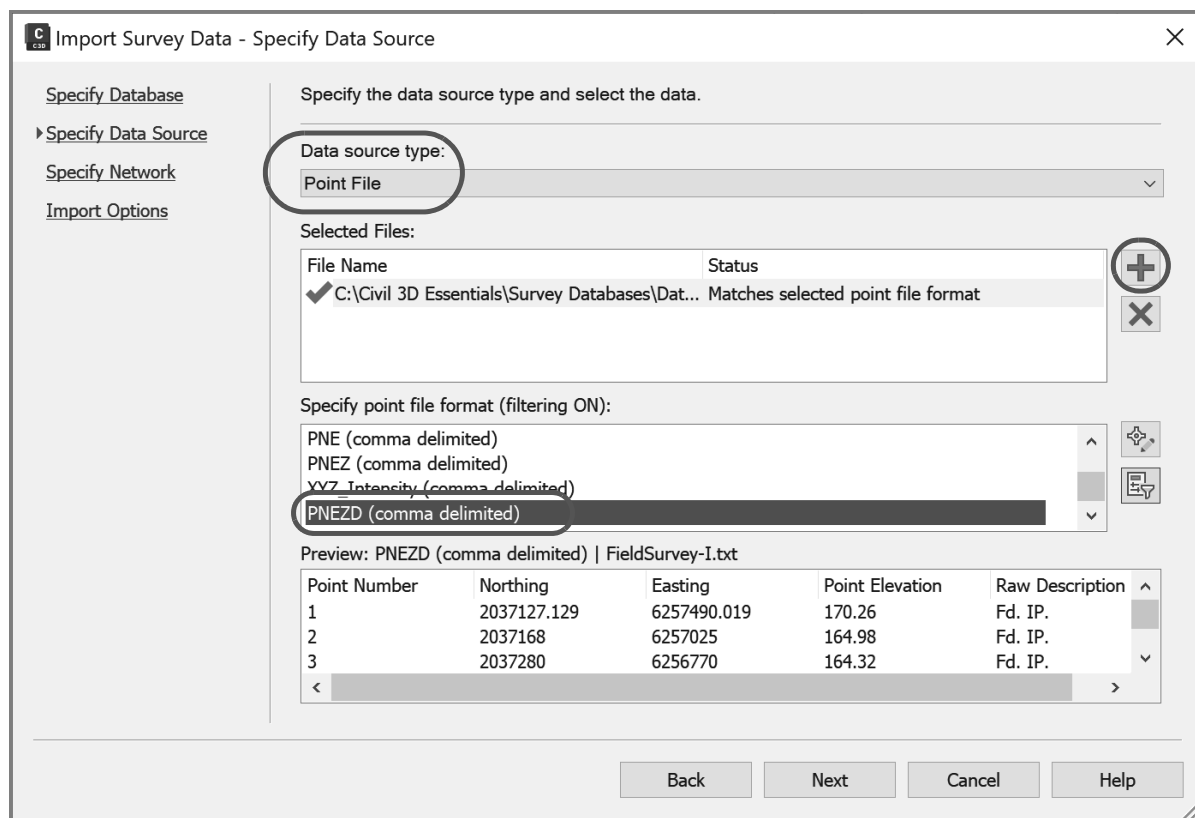 C
C3D
Import Survey Data - Specify Data Source
Specify Database
Specify Data Source
Specify Network
Import Options
Specify the data source type and select the data.
Data source type:
Point File
Selected Files:
File Name Status
C:\Civil 3D Essentials\Survey Databases\Dat... Matches selected point file format
Specify point file format (filtering ON):
PNE (comma delimited)
PNEZ (comma delimited)
XYZ_Intensity (comma delimited)
PNEZD (comma delimited)
Preview: PNEZD (comma delimited) | FieldSurvey-I.txt
Point Number Northing Easting Point Elevation Raw Description
1 2037127.129 6257490.019 170.26 Fd. IP.
2 2037168 6257025 164.98 Fd. IP.
3 2037280 6256770 164.32 Fd. IP.
Back Next Cancel Help